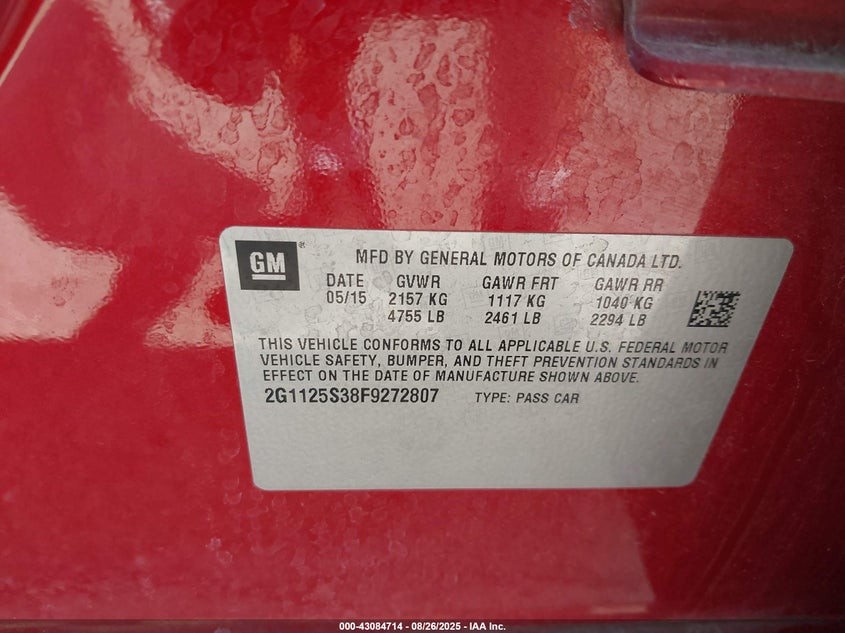 GM ®
MFD BY GENERAL MOTORS OF CANADA LTD.
DATE GVWR GAWR FRT GAWR RR
05/15 2157 KG 1117 KG 1040 KG
4755 LB 2461 LB 2294 LB
THIS VEHICLE CONFORMS TO ALL APPLICABLE U.S. FEDERAL MOTOR
VEHICLE SAFETY, BUMPER, AND THEFT PREVENTION STANDARDS IN
EFFECT ON THE DATE OF MANUFACTURE SHOWN ABOVE.
2G1125S38F9272807 TYPE: PASS CAR
000-43084714 - 08/26/2025 - IAA Inc.